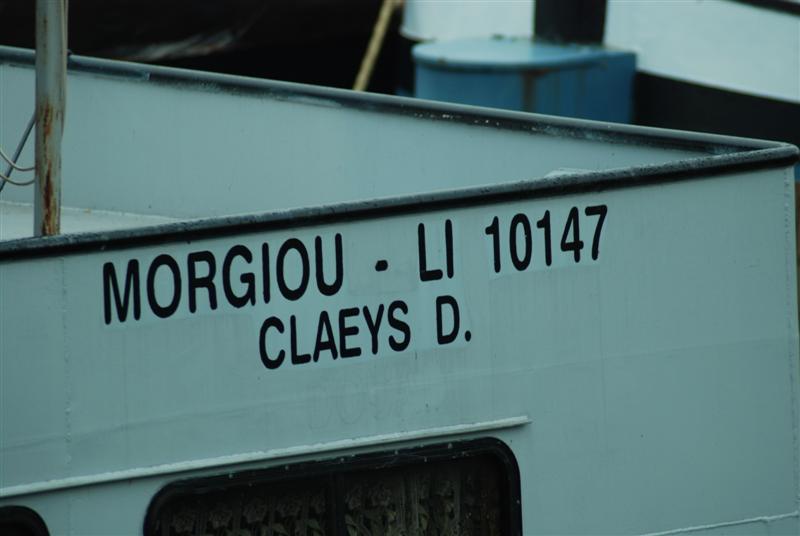 MORGIOU - LI 10147
CLAEYS D.